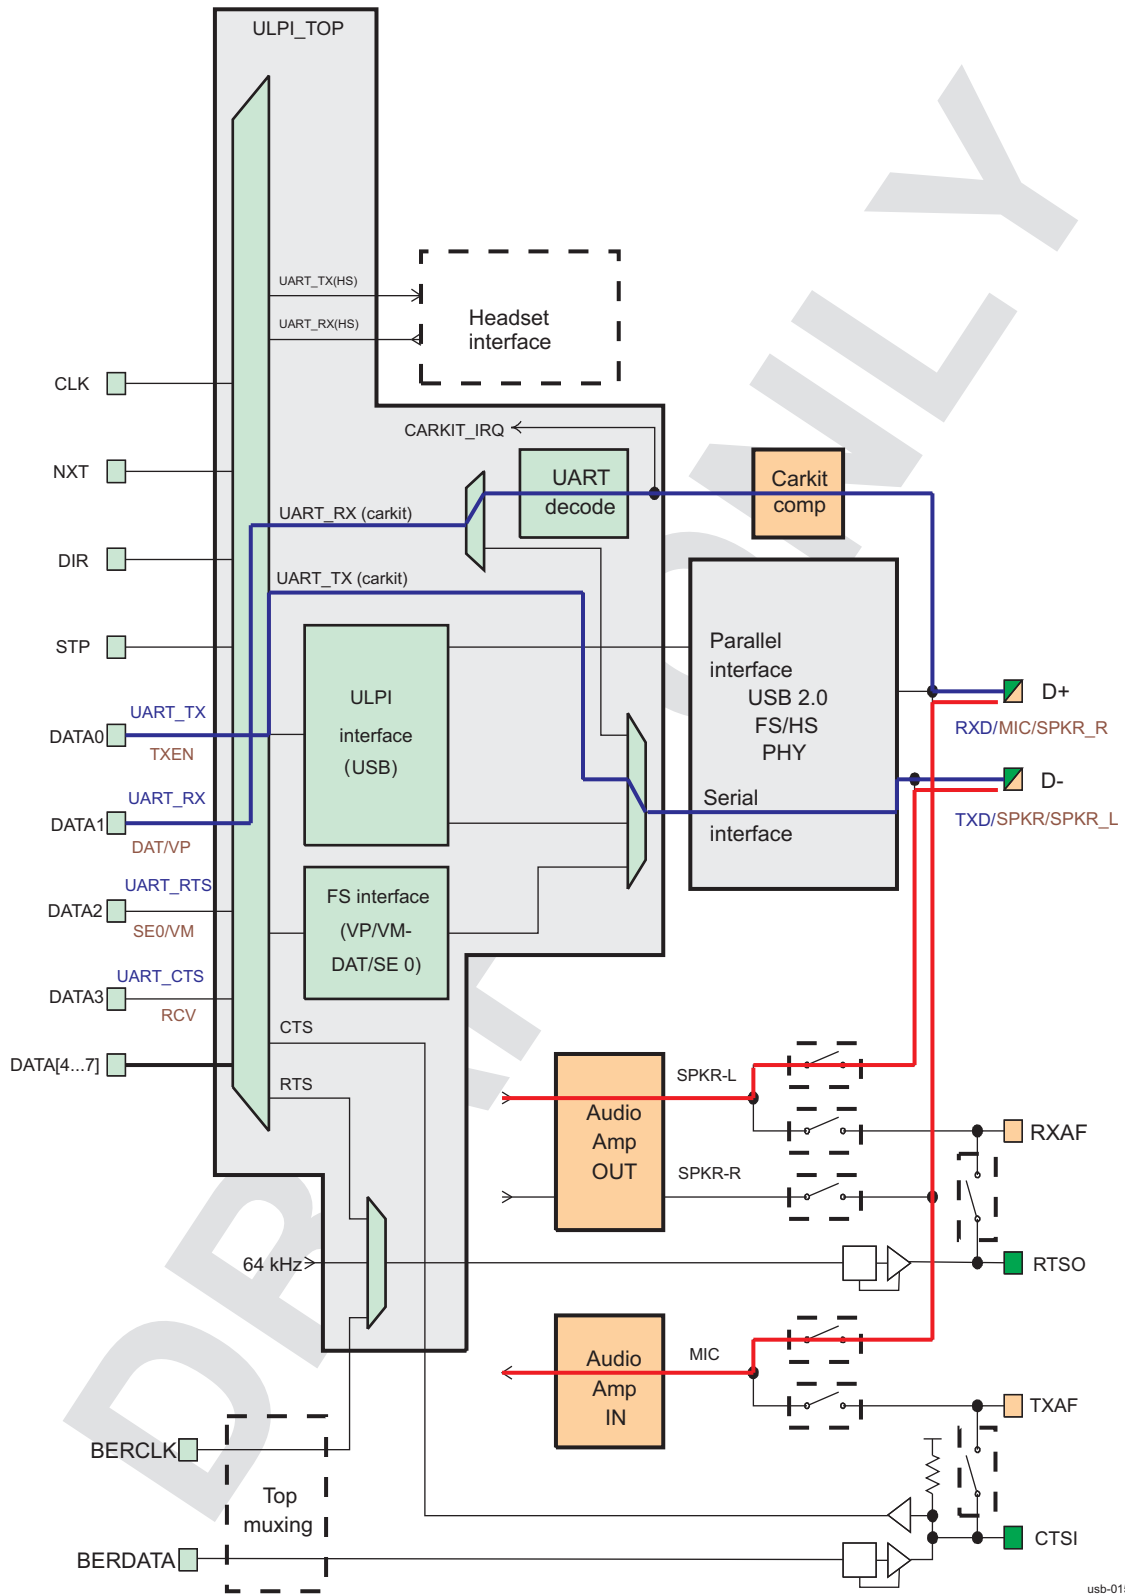 ULPI_TOP
UART_TX(HS)
UART_RX(HS)
Headset
interface
CLK
NXT
DIR
STP
CARKIT_IRQ
UART
decode
Carkit
comp
UART_RX (carkit)
UART_TX (carkit)
ULPI
interface
(USB)
Parallel
interface
USB 2.0
FS/HS
PHY
Serial
interface
D+
RXD/MIC/SPKR_R
D-
TXD/SPKR/SPKR_L
UART_TX
DATA0
TXEN
UART_RX
DATA1
DAT/VP
UART_RTS
DATA2
SE0/VM
UART_CTS
DATA3
RCV
DATA[4...7]
FS interface
(VP/VM-
DAT/SE 0)
CTS
RTS
SPKR-L
Audio
Amp
OUT
SPKR-R
RXAF
64 kHz
RTSO
Audio
Amp
IN
MIC
TXAF
BERCLK
Top
muxing
BERDATA
CTSI
usb-015